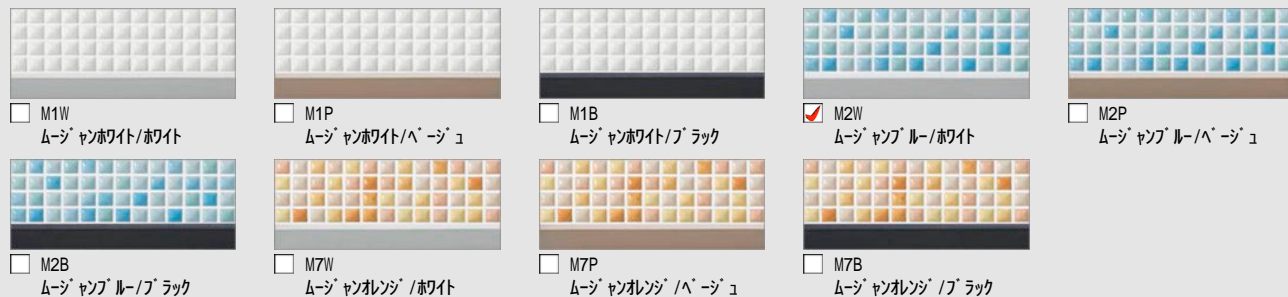 M1W
ムージャンホワイト/ホワイト
M1P
ムージャンホワイト/ベージュ
M1B
ムージャンホワイト/ブラック
M2W
ムージャンブルー/ホワイト
M2P
ムージャンブルー/ベージュ
M2B
ムージャンブルー/ブラック
M7W
ムージャンオレンジ/ホワイト
M7P
ムージャンオレンジ/ベージュ
M7B
ムージャンオレンジ/ブラック